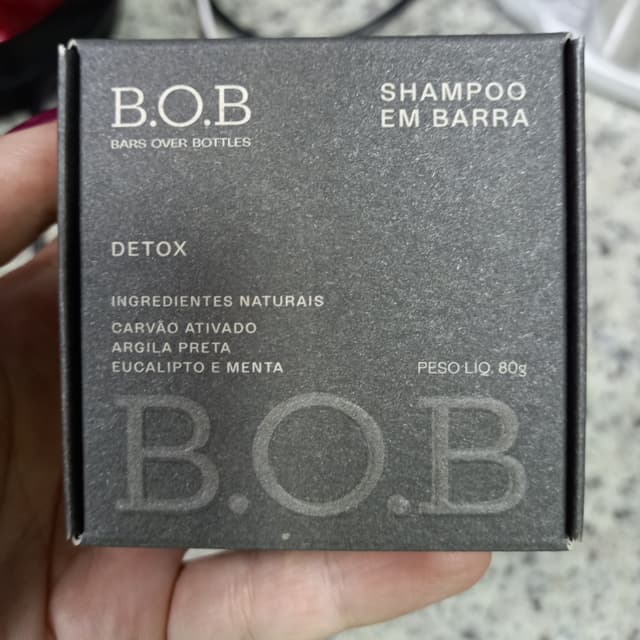 B.O.B
BARS OVER BOTTLES
SHAMPOO
EM BARRA
DETOX
INGREDIENTES NATURAIS
CARVÃO ATIVADO
ARGILA PRETA
EUCALIPTO E MENTA
PESO LIQ. 80g
B.O.B